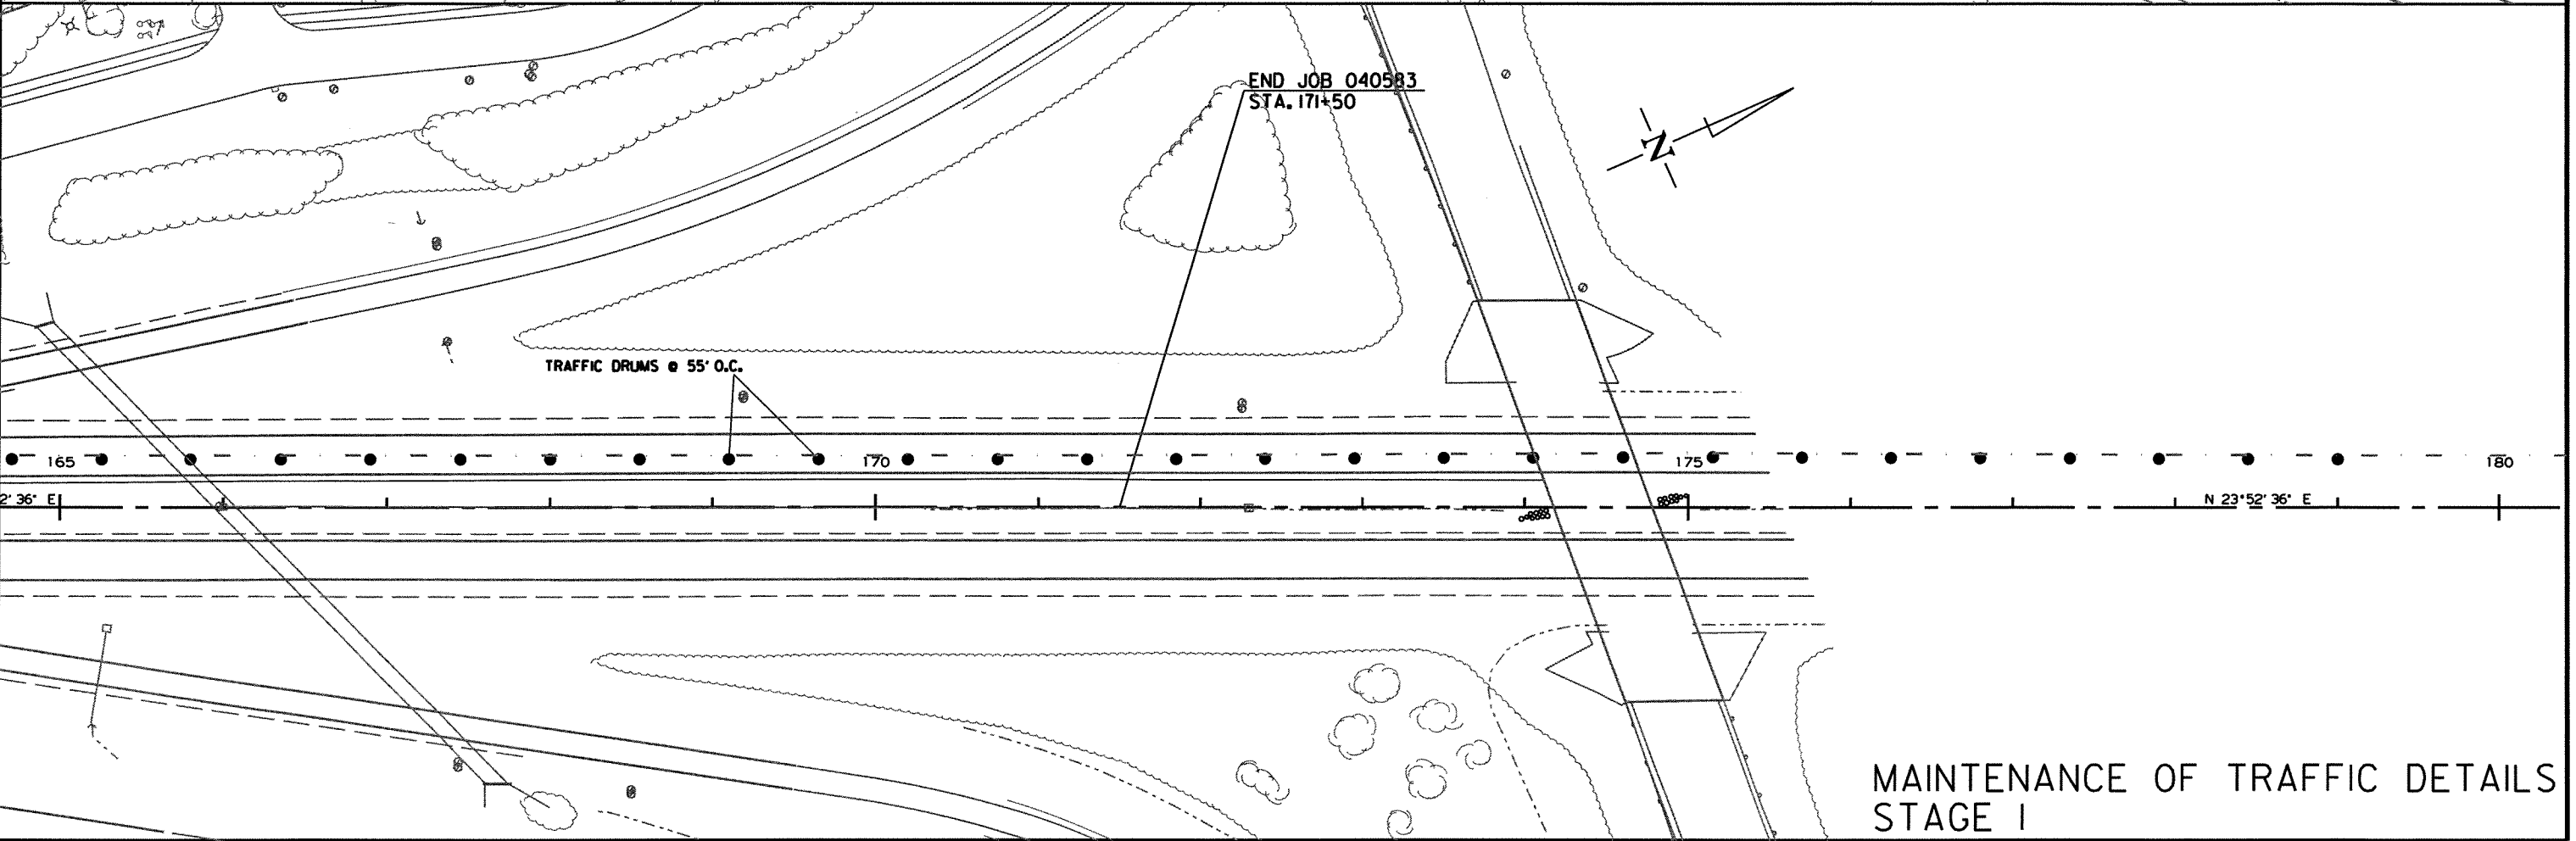 END JOB 040583
STA. 171+50
N
TRAFFIC DRUMS @ 55' O.C.
165
170
175
180
2' 36" E
N 23°52' 36" E
MAINTENANCE OF TRAFFIC DETAILS
STAGE 1